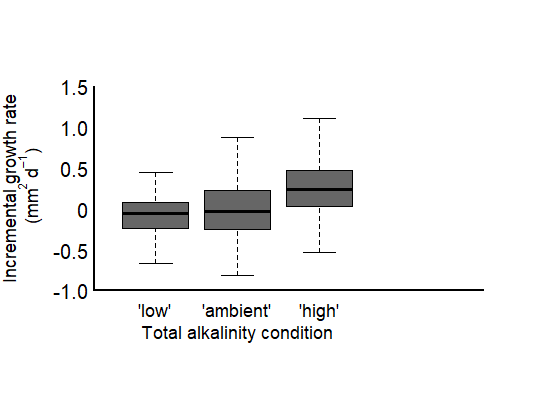 Incremental growth rate
(mm² d⁻¹)
1.5
1.0
0.5
0
-0.5
-1.0
'low' 'ambient' 'high'
Total alkalinity condition